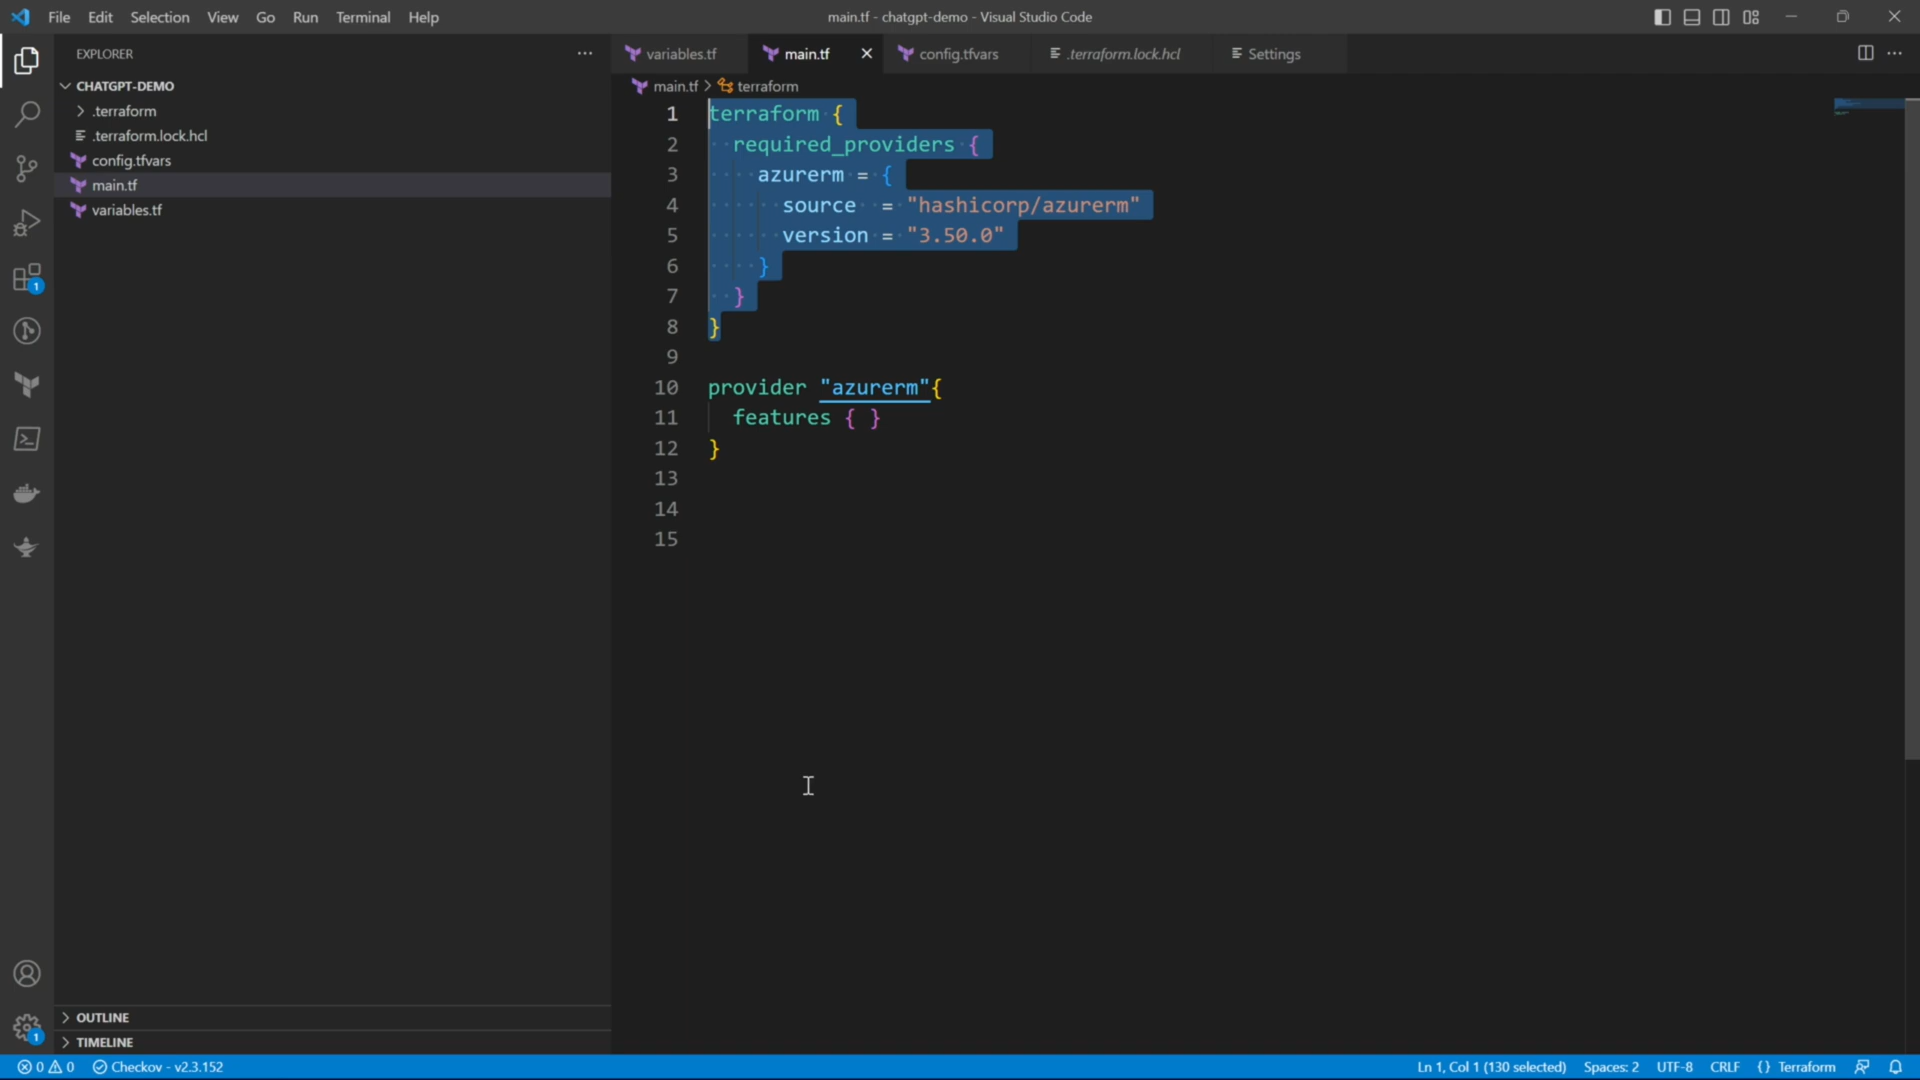 File Edit Selection View Go Run Terminal Help
main.tf - chatgpt-demo - Visual Studio Code
EXPLORER
CHATGPT-DEMO
.terraform
.terraform.lock.hcl
config.tfvars
main.tf
variables.tf
OUTLINE
TIMELINE
1
1
variables.tf main.tf config.tfvars .terraform.lock.hcl Settings
main.tf > terraform
1 terraform {
2 required_providers {
3 azurerm = {
4 source = "hashicorp/azurerm"
5 version = "3.50.0"
6 }
7 }
8 }
9
10 provider "azurerm"{
11 features { }
12 }
13
14
15
0 0 Checkov - v2.3.152 Ln 1, Col 1 (130 selected) Spaces: 2 UTF-8 CRLF {} Terraform